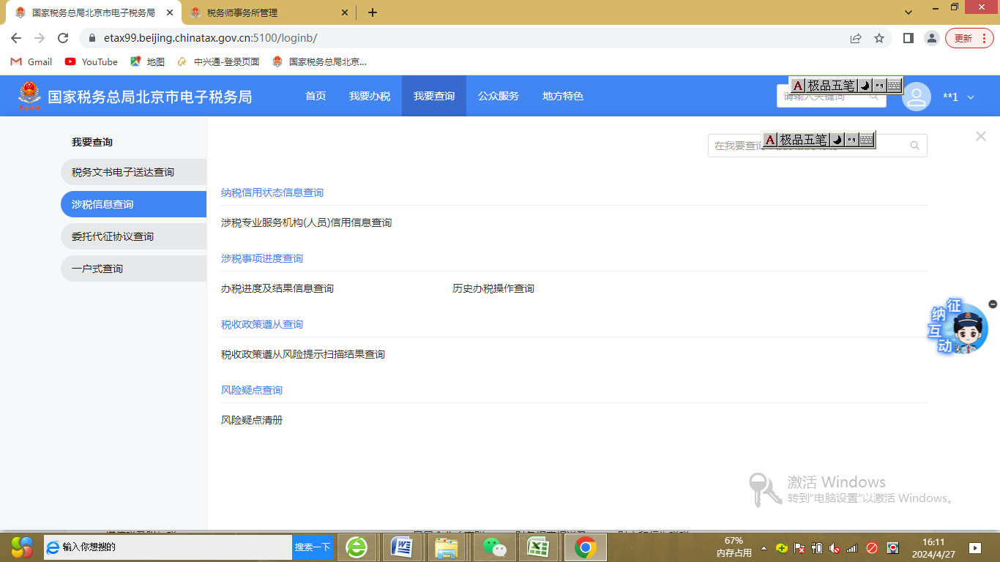 国家税务总局北京市电子税务局
税务师事务所管理
etax99.beijing.chinatax.gov.cn:5100/loginb/
更新
Gmail
YouTube
地图
中兴通-登录页面
国家税务总局北京...
国家税务总局北京市电子税务局
首页
我要办税
我要查询
公众服务
地方特色
A 极品五笔
请输入关键词
**1
我要查询
税务文书电子送达查询
涉税信息查询
委托代征协议查询
一户式查询
在我要查询
A 极品五笔
纳税信用状态信息查询
涉税专业服务机构(人员)信用信息查询
涉税事项进度查询
办税进度及结果信息查询
历史办税操作查询
税收政策遵从查询
税收政策遵从风险提示扫描结果查询
风险疑点查询
风险疑点清册
征纳互动
激活 Windows
转到"电脑设置"以激活 Windows。
输入你想搜的
搜索一下
67%
内存占用
16:11
2024/4/27